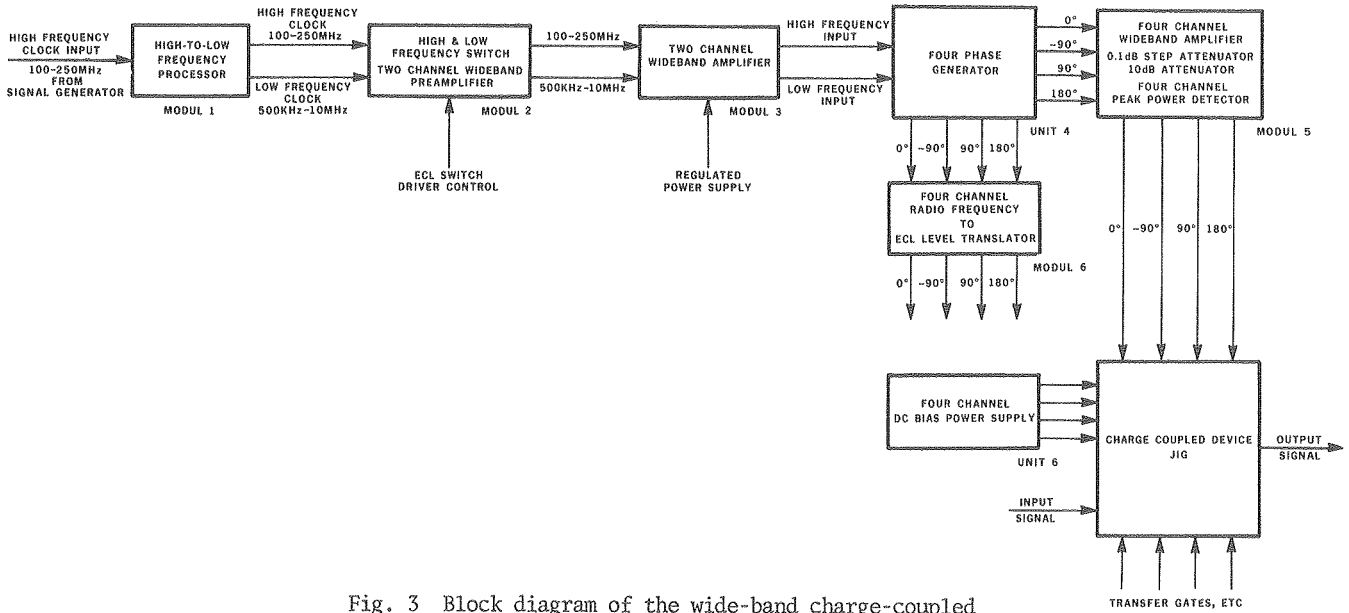 HIGH FREQUENCY
CLOCK INPUT
100-250MHz
FROM
SIGNAL GENERATOR
HIGH-TO-LOW
FREQUENCY
PROCESSOR
MODUL 1
HIGH FREQUENCY
CLOCK
100-250MHz
LOW FREQUENCY
CLOCK
500KHz-10MHz
HIGH & LOW
FREQUENCY SWITCH
TWO CHANNEL WIDEBAND
PREAMPLIFIER
MODUL 2
ECL SWITCH
DRIVER CONTROL
100-250MHz
500KHz-10MHz
TWO CHANNEL
WIDEBAND AMPLIFIER
MODUL 3
REGULATED
POWER SUPPLY
HIGH FREQUENCY
INPUT
LOW FREQUENCY
INPUT
FOUR PHASE
GENERATOR
UNIT 4
0°
-90°
90°
180°
FOUR CHANNEL
WIDEBAND AMPLIFIER
0.1dB STEP ATTENUATOR
10dB ATTENUATOR
FOUR CHANNEL
PEAK POWER DETECTOR
MODUL 5
0° -90° 90° 180°
FOUR CHANNEL
RADIO FREQUENCY
TO
ECL LEVEL TRANSLATOR
MODUL 6
0° -90° 90° 180°
0° -90° 90° 180°
FOUR CHANNEL
DC BIAS POWER SUPPLY
UNIT 6
INPUT
SIGNAL
CHARGE COUPLED DEVICE
JIG
OUTPUT
SIGNAL
TRANSFER GATES, ETC
Fig. 3 Block diagram of the wide-band charge-coupled